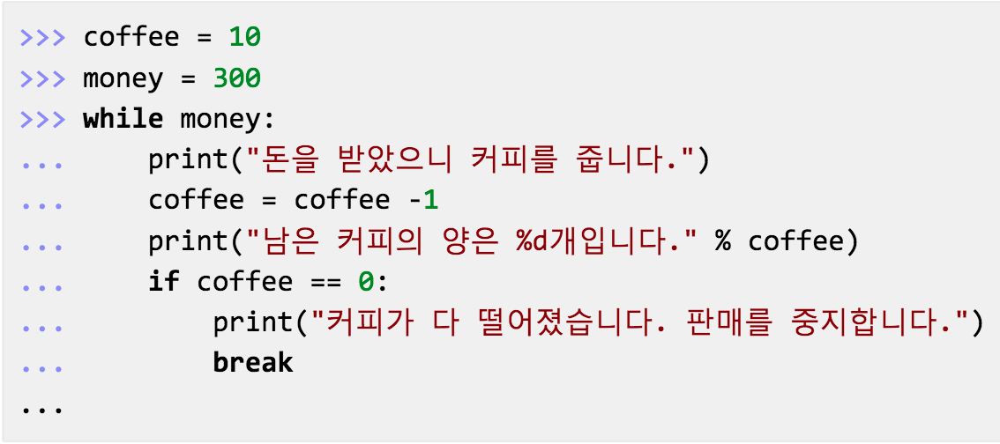 >>> coffee = 10
>>> money = 300
>>> while money:
...     print("돈을 받았으니 커피를 줍니다.")
...     coffee = coffee -1
...     print("남은 커피의 양은 %d개입니다." % coffee)
...     if coffee == 0:
...         print("커피가 다 떨어졌습니다. 판매를 중지합니다.")
...         break
...